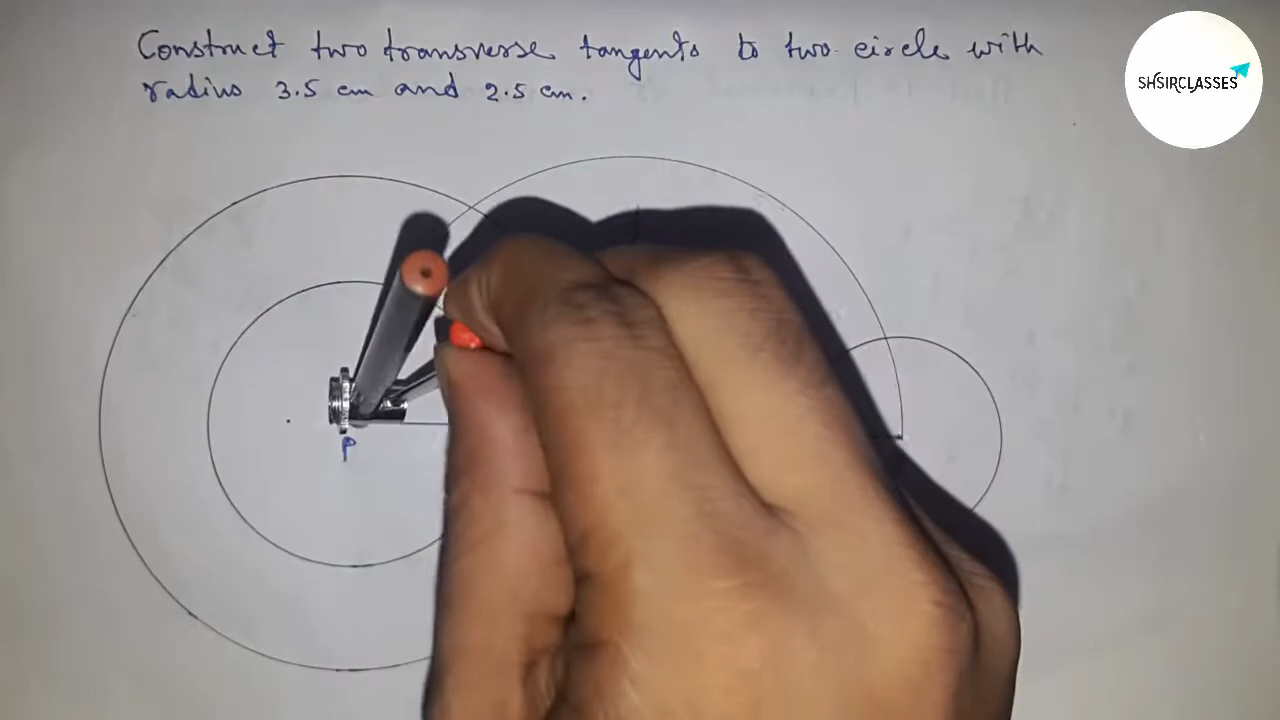 Construct two transverse tangents to two circle with
radius 3.5 cm and 2.5 cm.
SHSIRCLASSES
P